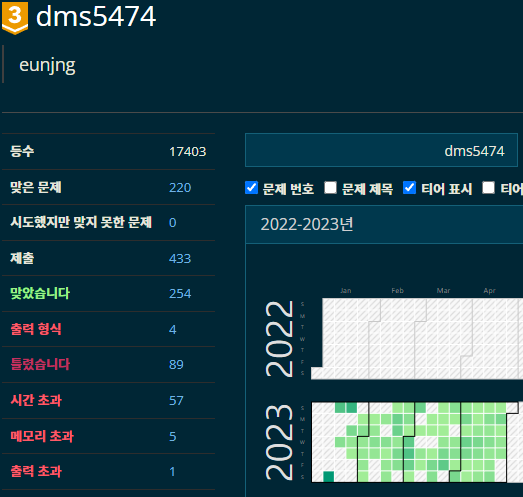 3 dms5474
eunjng
등수 17403
맞은 문제 220
시도했지만 맞지 못한 문제 0
제출 433
맞았습니다 254
출력 형식 4
틀렸습니다 89
시간 초과 57
메모리 초과 5
출력 초과 1
dms5474
문제 번호 문제 제목 티어 표시 티어
2022-2023년
Jan Feb Mar Apr
2022
S
M
T
W
T
F
S
2023
S
M
T
W
T
F
S